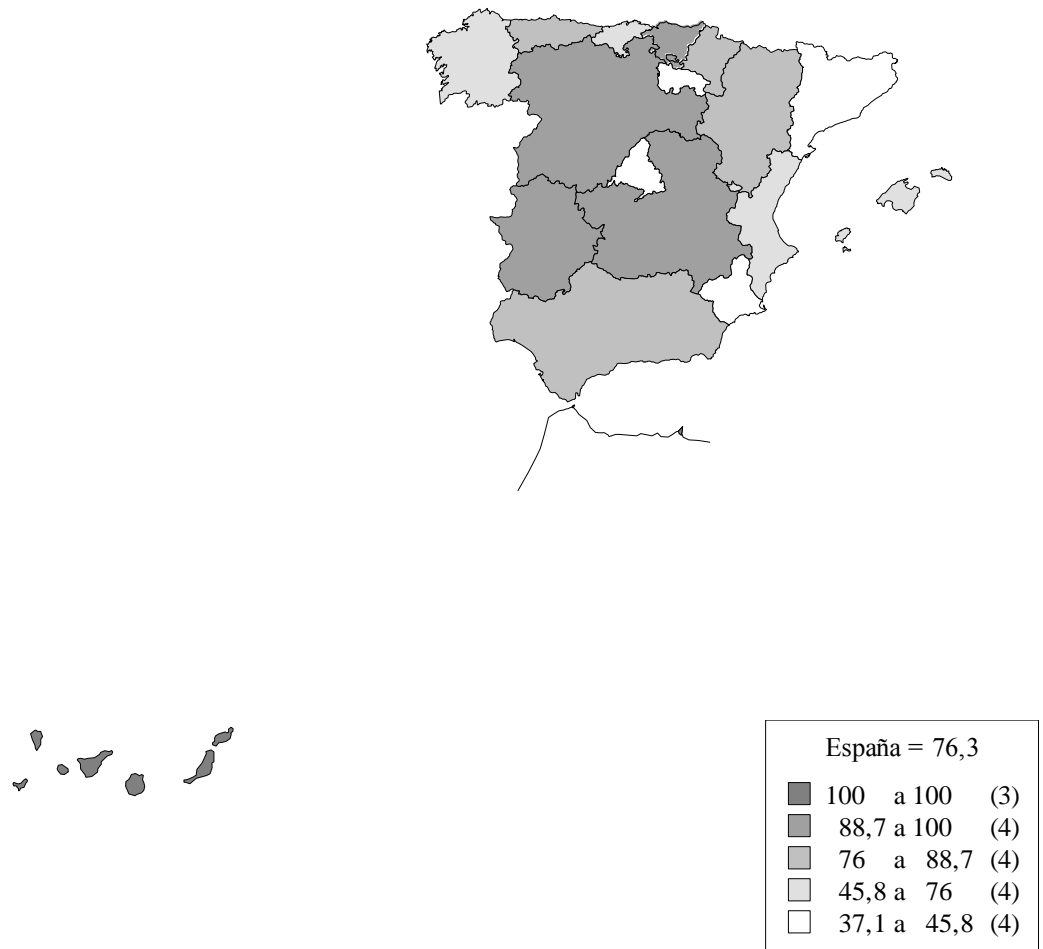 España = 76,3
100 a 100 (3)
88,7 a 100 (4)
76 a 88,7 (4)
45,8 a 76 (4)
37,1 a 45,8 (4)